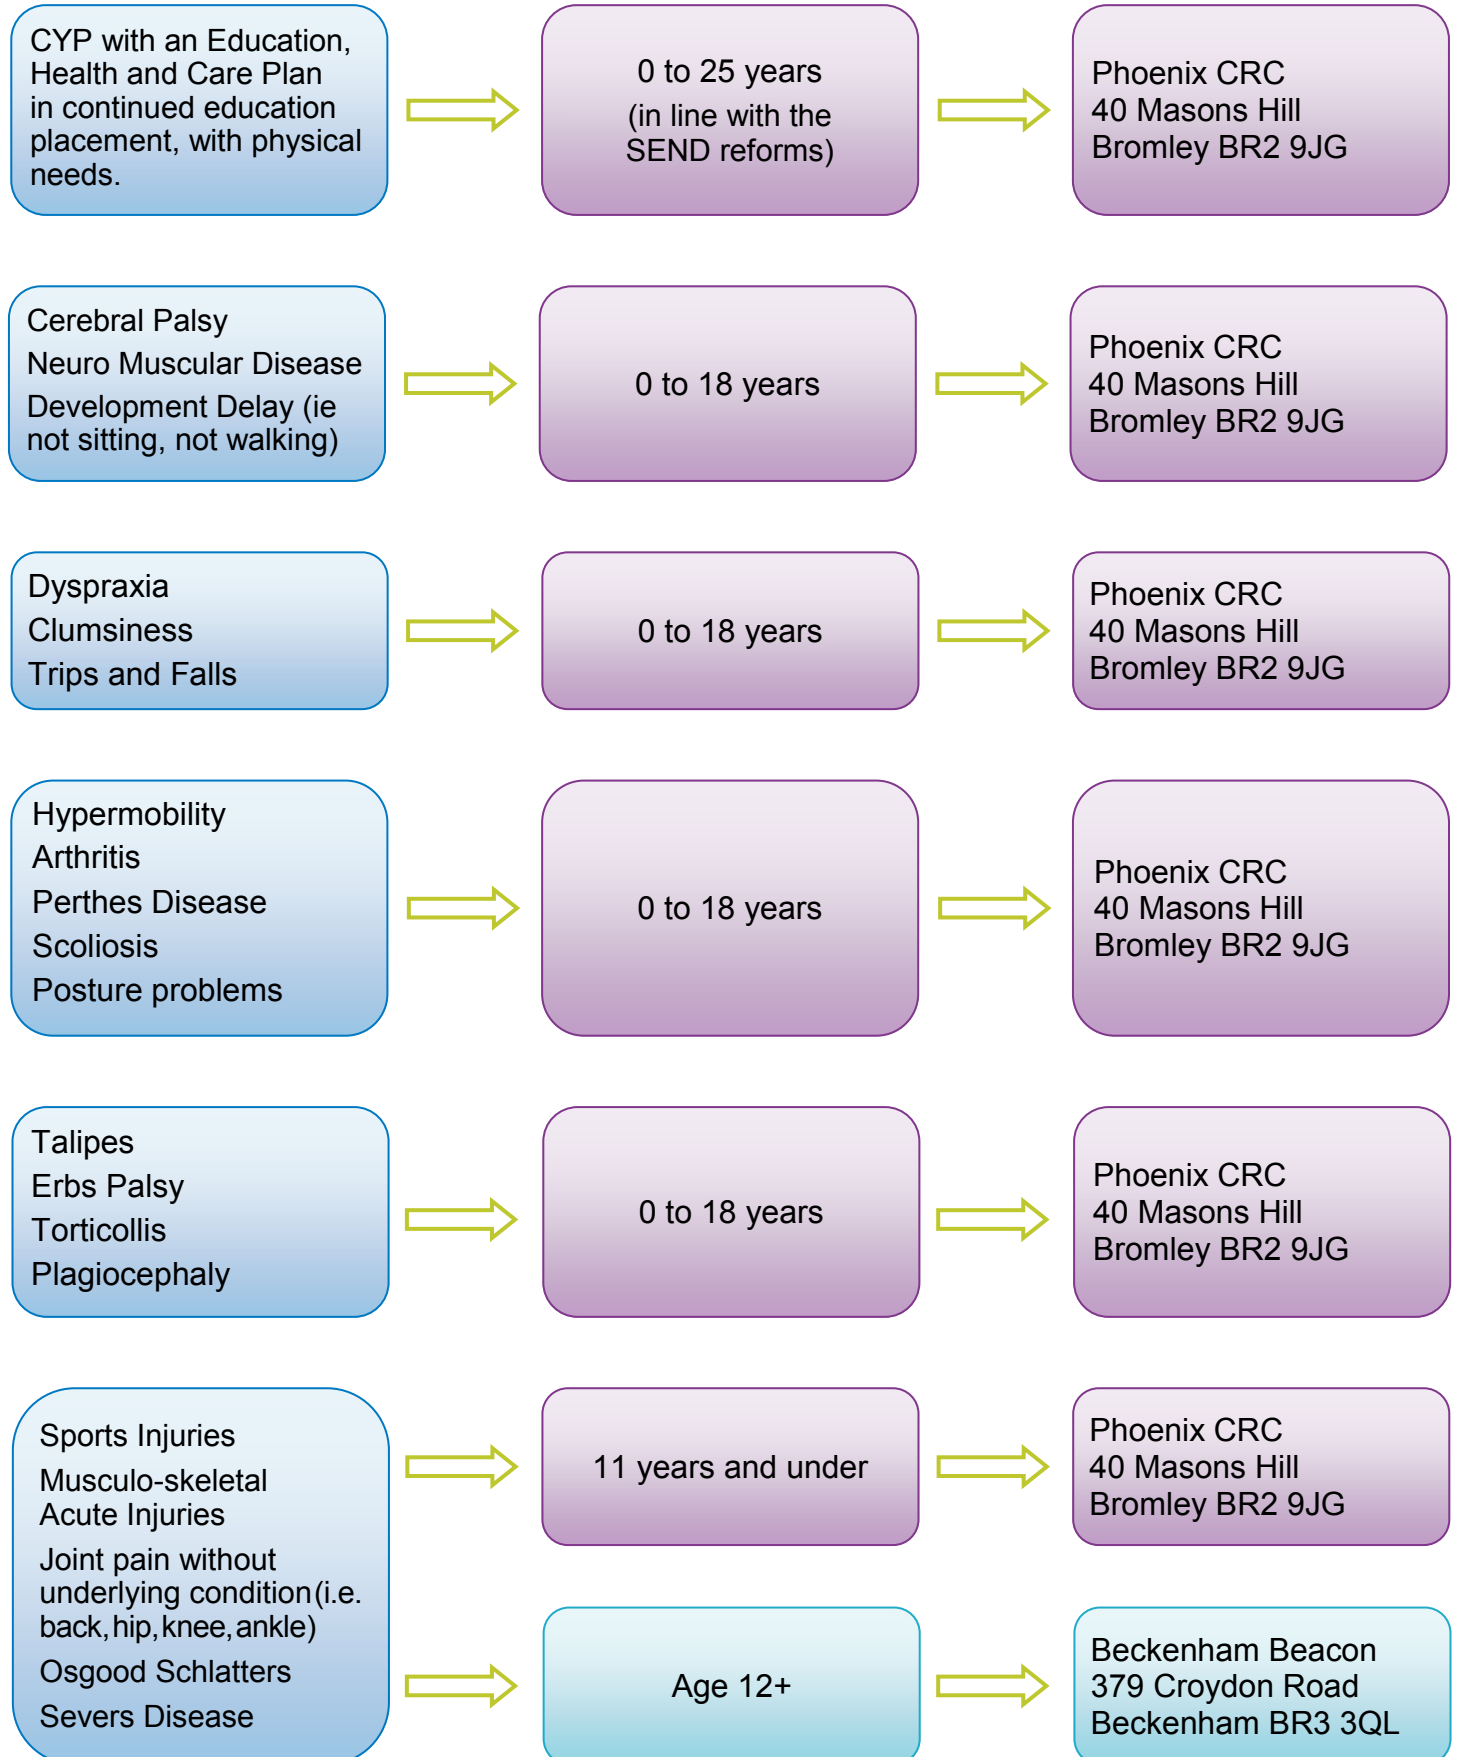 CYP with an Education,
Health and Care Plan
in continued education
placement, with physical
needs.
0 to 25 years
(in line with the
SEND reforms)
Phoenix CRC
40 Masons Hill
Bromley BR2 9JG
Cerebral Palsy
Neuro Muscular Disease
Development Delay (ie
not sitting, not walking)
0 to 18 years
Phoenix CRC
40 Masons Hill
Bromley BR2 9JG
Dyspraxia
Clumsiness
Trips and Falls
0 to 18 years
Phoenix CRC
40 Masons Hill
Bromley BR2 9JG
Hypermobility
Arthritis
Perthes Disease
Scoliosis
Posture problems
0 to 18 years
Phoenix CRC
40 Masons Hill
Bromley BR2 9JG
Talipes
Erbs Palsy
Torticollis
Plagiocephaly
0 to 18 years
Phoenix CRC
40 Masons Hill
Bromley BR2 9JG
Sports Injuries
Musculo-skeletal
Acute Injuries
Joint pain without
underlying condition (i.e.
back, hip, knee, ankle)
Osgood Schlatters
Severs Disease
11 years and under
Phoenix CRC
40 Masons Hill
Bromley BR2 9JG
Age 12+
Beckenham Beacon
379 Croydon Road
Beckenham BR3 3QL